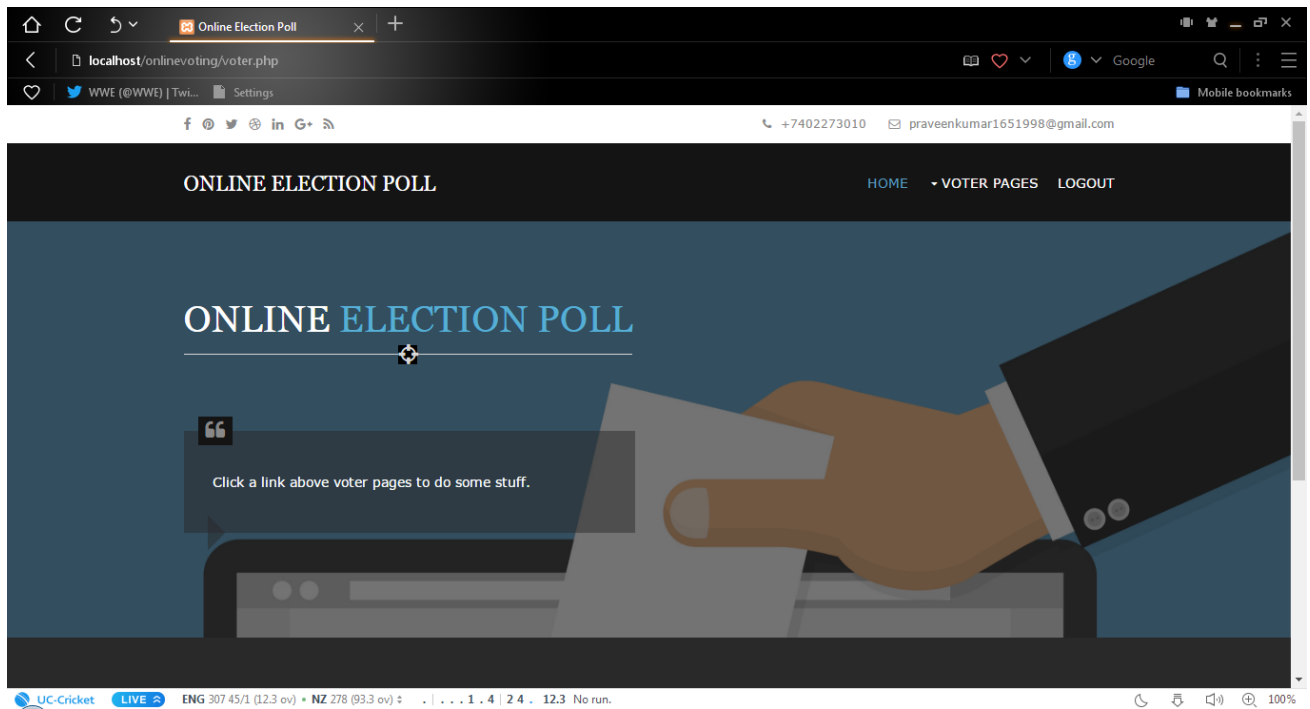 Online Election Poll
localhost/onlinevoting/voter.php
Google
WWE (@WWE) | Twi... Settings Mobile bookmarks
+7402273010 praveenkumar1651998@gmail.com
ONLINE ELECTION POLL HOME VOTER PAGES LOGOUT
ONLINE ELECTION POLL
Click a link above voter pages to do some stuff.
UC-Cricket LIVE ENG 307 45/1 (12.3 ov) • NZ 278 (93.3 ov) . | . . . 1 . 4 | 2 4 . 12.3 No run. 100%